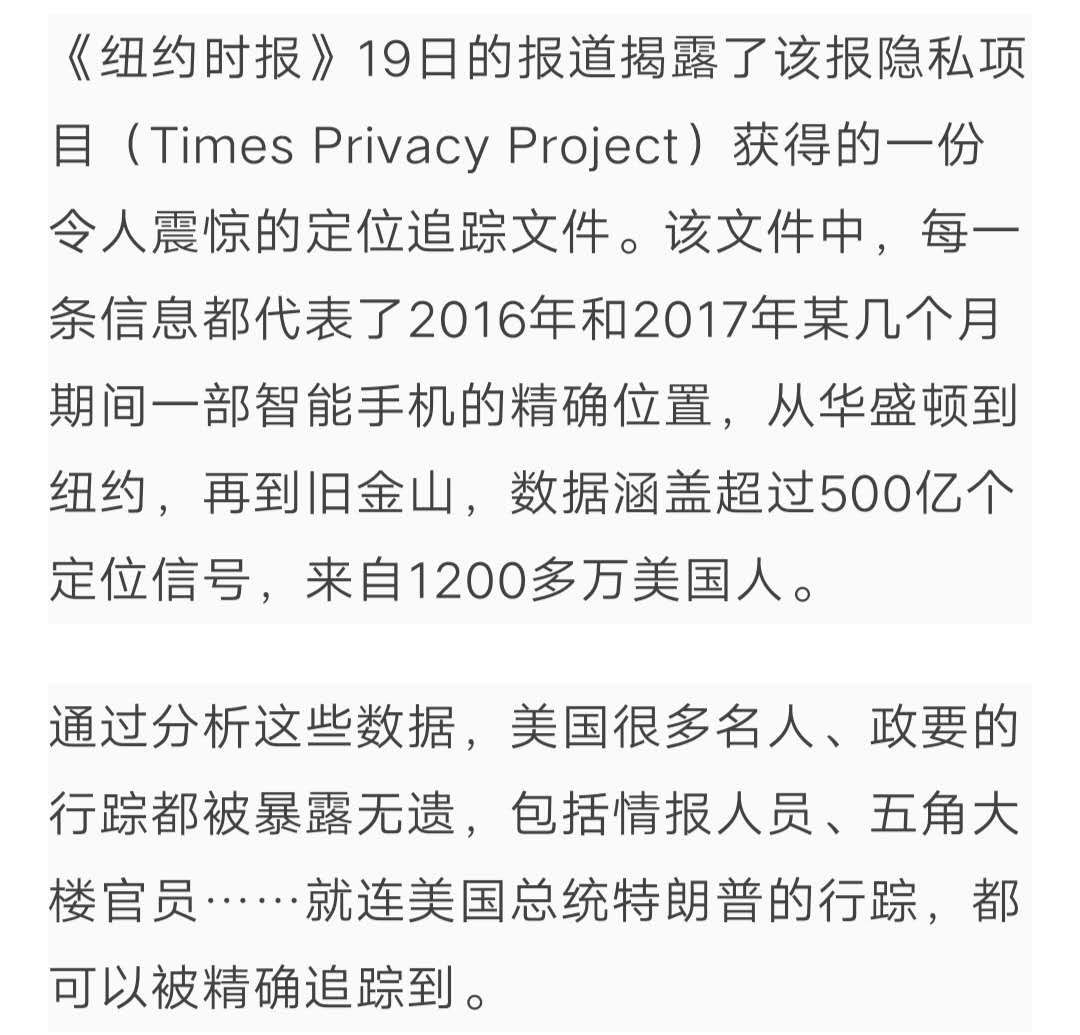 《纽约时报》19日的报道揭露了该报隐私项
目（Times Privacy Project）获得的一份
令人震惊的定位追踪文件。该文件中，每一
条信息都代表了2016年和2017年某几个月
期间一部智能手机的精确位置，从华盛顿到
纽约，再到旧金山，数据涵盖超过500亿个
定位信号，来自1200多万美国人。
通过分析这些数据，美国很多名人、政要的
行踪都被暴露无遗，包括情报人员、五角大
楼官员……就连美国总统特朗普的行踪，都
可以被精确追踪到。